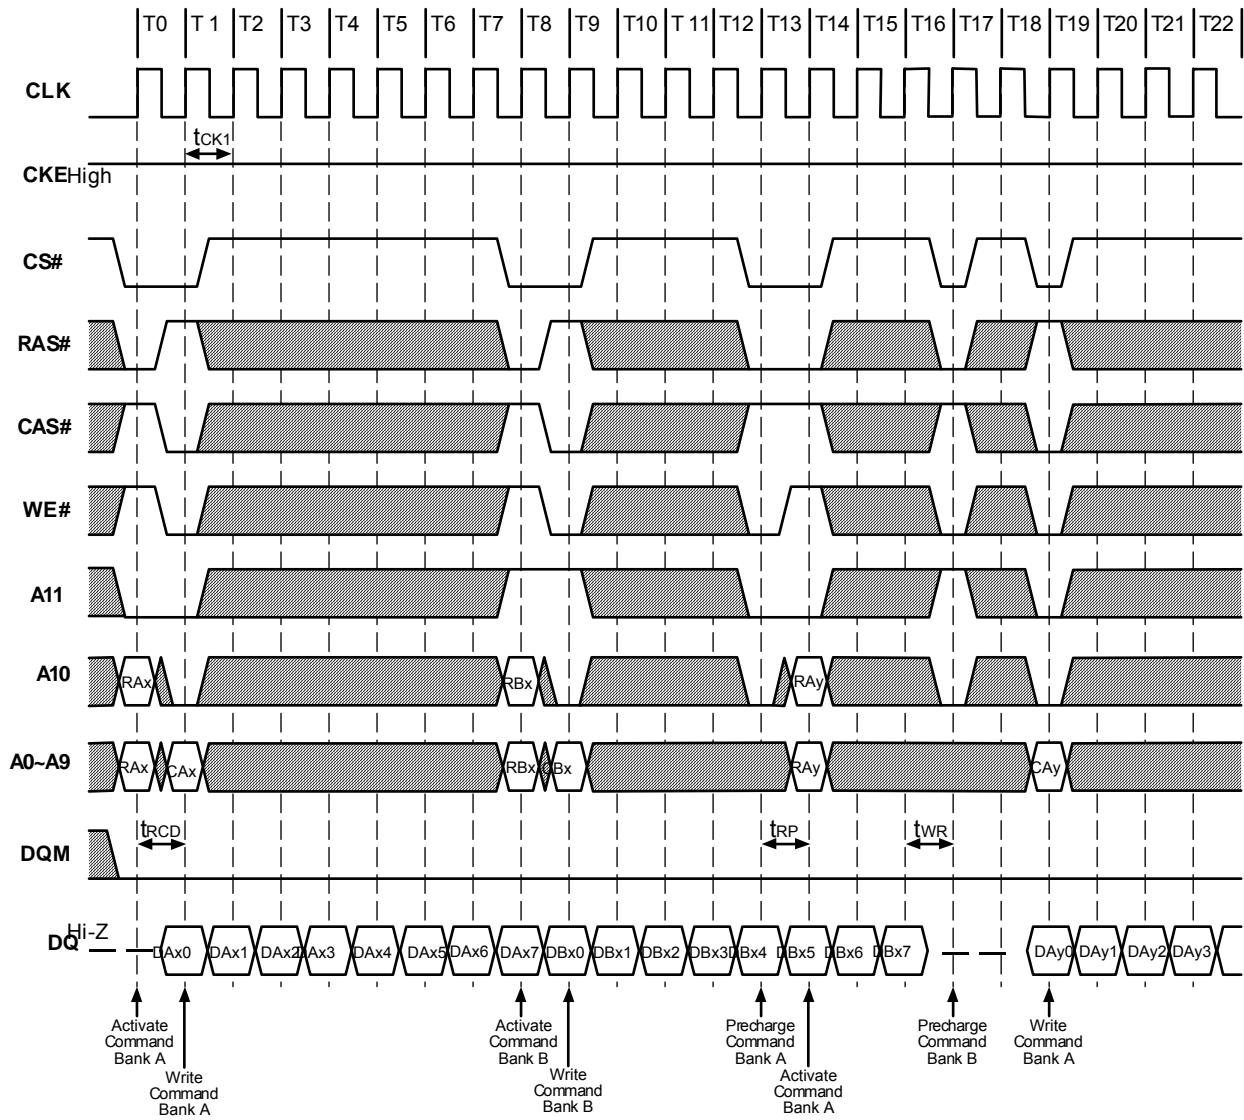 T0 T 1 T2 T3 T4 T5 T6 T7 T8 T9 T10 T 11 T12 T13 T14 T15 T16 T17 T18 T19 T20 T21 T22
CLK
tCK1
CKE High
CS#
RAS#
CAS#
WE#
A11
A10 RAx RBx RAy
A0~A9 RAx CAx RBx CBx RAy CAy
tRCD tRP tWR
DQM
Hi-Z
DQ DAx0 DAx1 DAx2 DAx3 DAx4 DAx5 DAx6 DAx7 DBx0 DBx1 DBx2 DBx3 DBx4 DBx5 DBx6 DBx7 DAy0 DAy1 DAy2 DAy3
Activate
Command
Bank A
Write
Command
Bank A
Activate
Command
Bank B
Write
Command
Bank B
Precharge
Command
Bank A
Activate
Command
Bank A
Precharge
Command
Bank B
Write
Command
Bank A